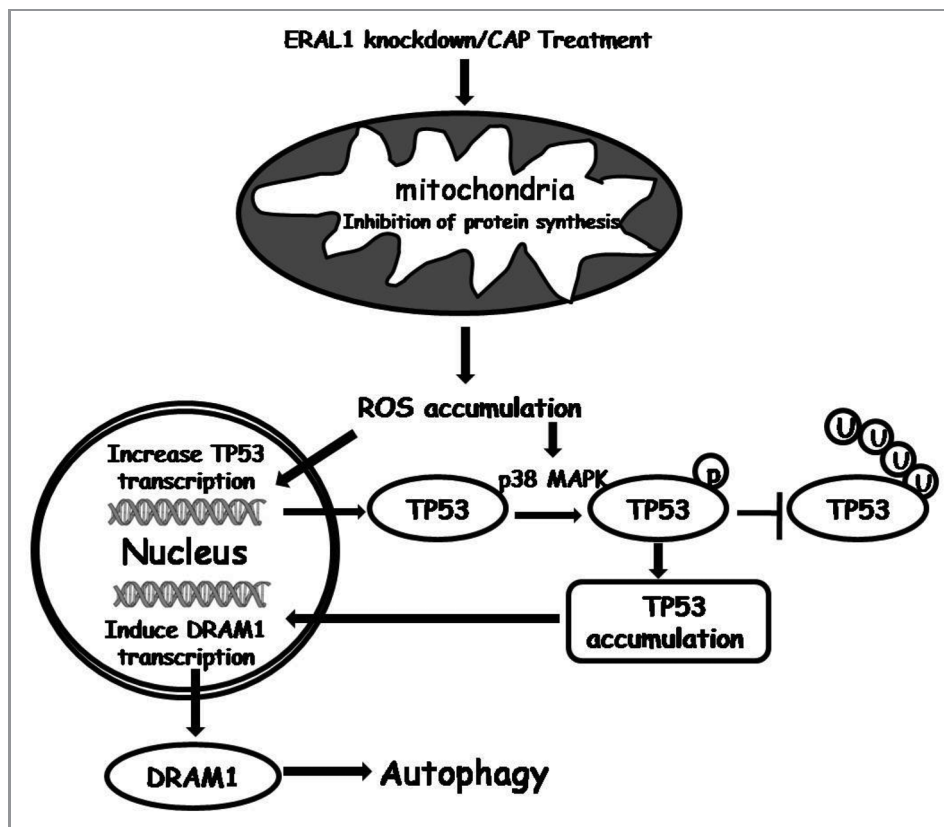 ERAL1 knockdown/CAP Treatment
mitochondria
Inhibition of protein synthesis
ROS accumulation
Increase TP53
transcription
p38 MAPK
TP53
TP53
P
TP53
U
U
U
U
Nucleus
TP53
accumulation
Induce DRAM1
transcription
DRAM1
Autophagy